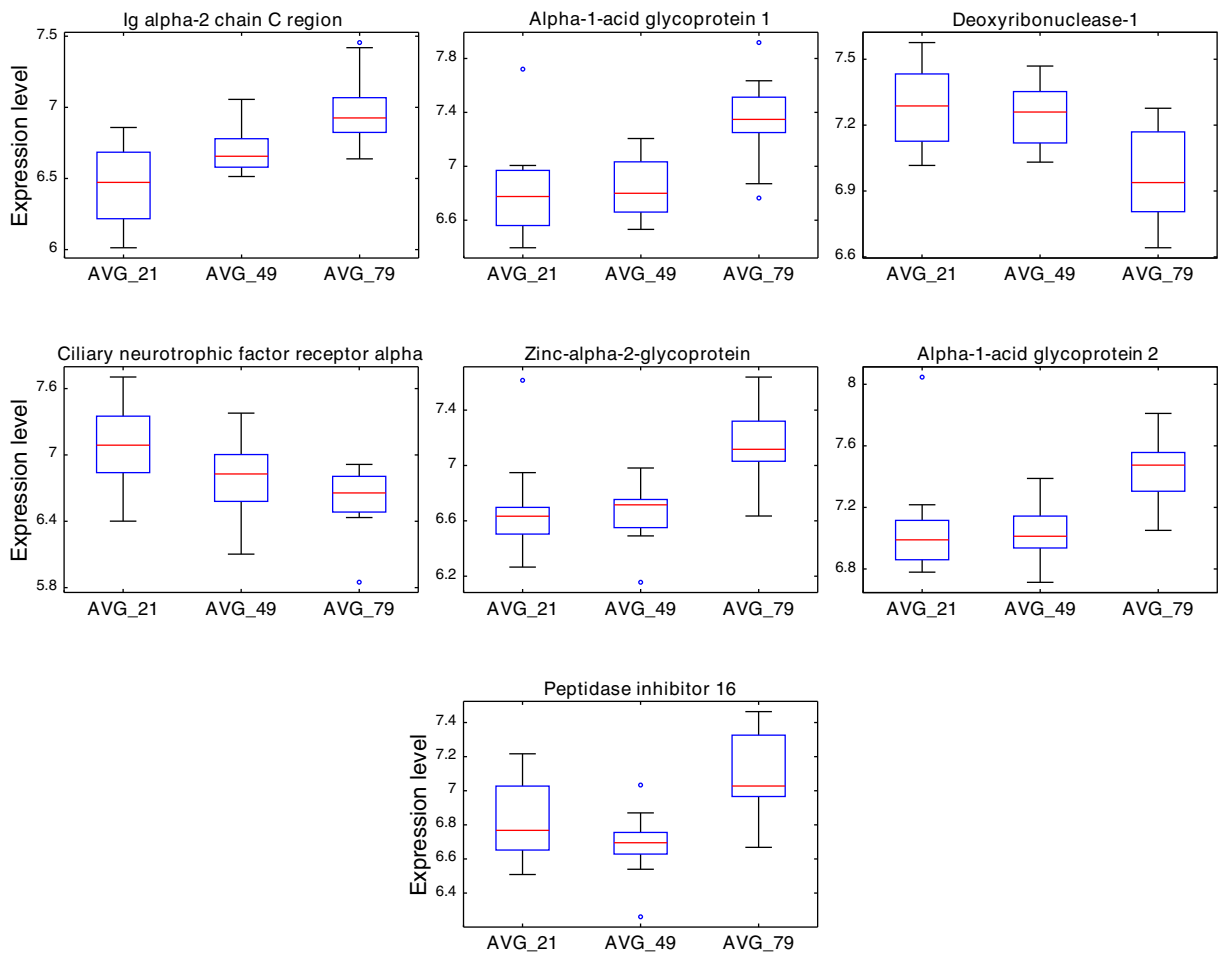 Ig alpha-2 chain C region
Expression level
7.5
7
6.5
6
AVG_21 AVG_49 AVG_79
Alpha-1-acid glycoprotein 1
7.8
7.4
7
6.6
AVG_21 AVG_49 AVG_79
Deoxyribonuclease-1
7.5
7.2
6.9
6.6
AVG_21 AVG_49 AVG_79
Ciliary neurotrophic factor receptor alpha
Expression level
7.6
7
6.4
5.8
AVG_21 AVG_49 AVG_79
Zinc-alpha-2-glycoprotein
7.4
7
6.6
6.2
AVG_21 AVG_49 AVG_79
Alpha-1-acid glycoprotein 2
8
7.6
7.2
6.8
AVG_21 AVG_49 AVG_79
Peptidase inhibitor 16
Expression level
7.4
7.2
7
6.8
6.6
6.4
AVG_21 AVG_49 AVG_79